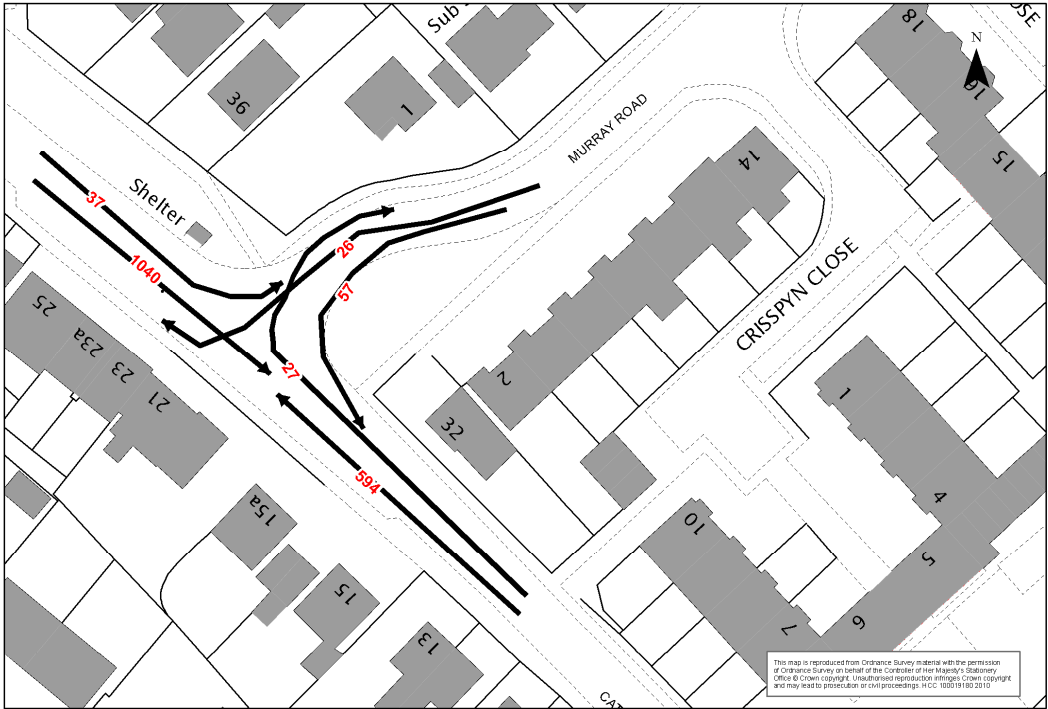 18
OSE
N
Sub
16
36
1
MURRAY ROAD
14
15
Shelter
37
26
1040
57
25
23a
23
21
27
2
32
CRISSPYN CLOSE
1
594
4
15a
10
5
15
7
6
13
CAT
This map is reproduced from Ordnance Survey material with the permission
of Ordnance Survey on behalf of the Controller of Her Majesty's Stationery
Office © Crown copyright. Unauthorised reproduction infringes Crown copyright
and may lead to prosecution or civil proceedings. HCC 100019180 2010